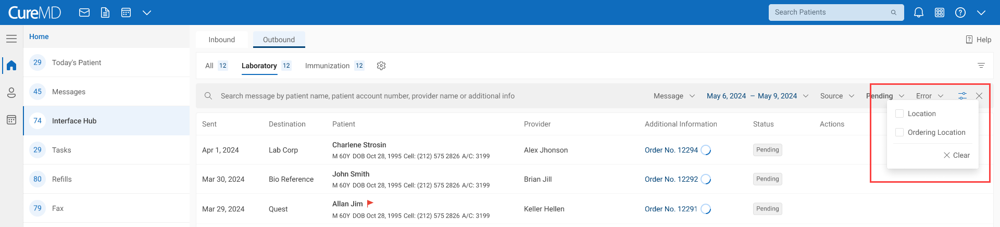 CureMD
Search Patients
Home
Inbound
Outbound
Help
29 Today's Patient
45 Messages
74 Interface Hub
29 Tasks
80 Refills
79 Fax
All 12 Laboratory 12 Immunization 12
Search message by patient name, patient account number, provider name or additional info
Message May 6, 2024 – May 9, 2024 Source Pending Error
Location
Ordering Location
Clear
Sent Destination Patient Provider Additional Information Status Actions
Apr 1, 2024 Lab Corp Charlene Strosin Alex Jhonson Order No. 12294 Pending
M 60Y DOB Oct 28, 1995 Cell: (212) 575 2826 A/C: 3199
Mar 30, 2024 Bio Reference John Smith Brian Jill Order No. 12292 Pending
M 60Y DOB Oct 28, 1995 Cell: (212) 575 2826 A/C: 3199
Mar 29, 2024 Quest Allan Jim Keller Hellen Order No. 12291 Pending
M 60Y DOB Oct 28, 1995 Cell: (212) 575 2826 A/C: 3199